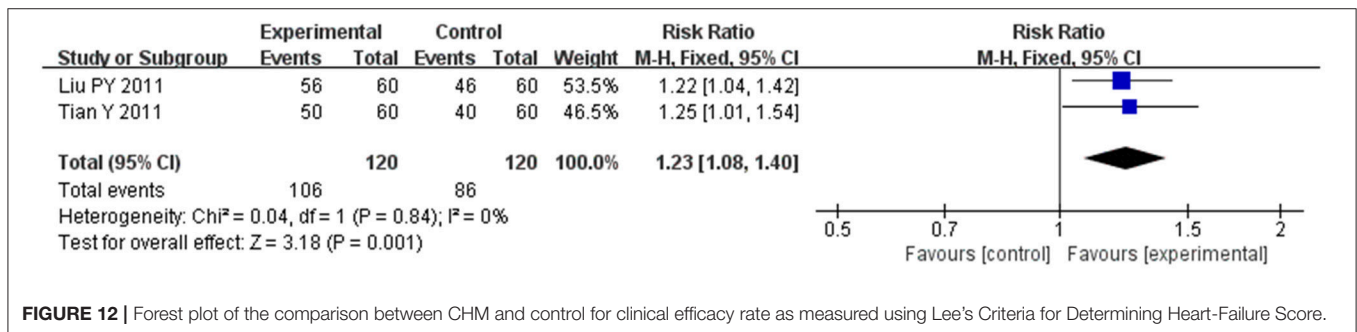 Experimental Control Risk Ratio Risk Ratio
Study or Subgroup Events Total Events Total Weight M-H, Fixed, 95% CI M-H, Fixed, 95% CI
Liu PY 2011 56 60 46 60 53.5% 1.22 [1.04, 1.42]
Tian Y 2011 50 60 40 60 46.5% 1.25 [1.01, 1.54]
Total (95% CI) 120 120 100.0% 1.23 [1.08, 1.40]
Total events 106 86
Heterogeneity: Chi² = 0.04, df = 1 (P = 0.84); I² = 0%
Test for overall effect: Z = 3.18 (P = 0.001)
0.5 0.7 1 1.5 2
Favours [control] Favours [experimental]
FIGURE 12 | Forest plot of the comparison between CHM and control for clinical efficacy rate as measured using Lee's Criteria for Determining Heart-Failure Score.